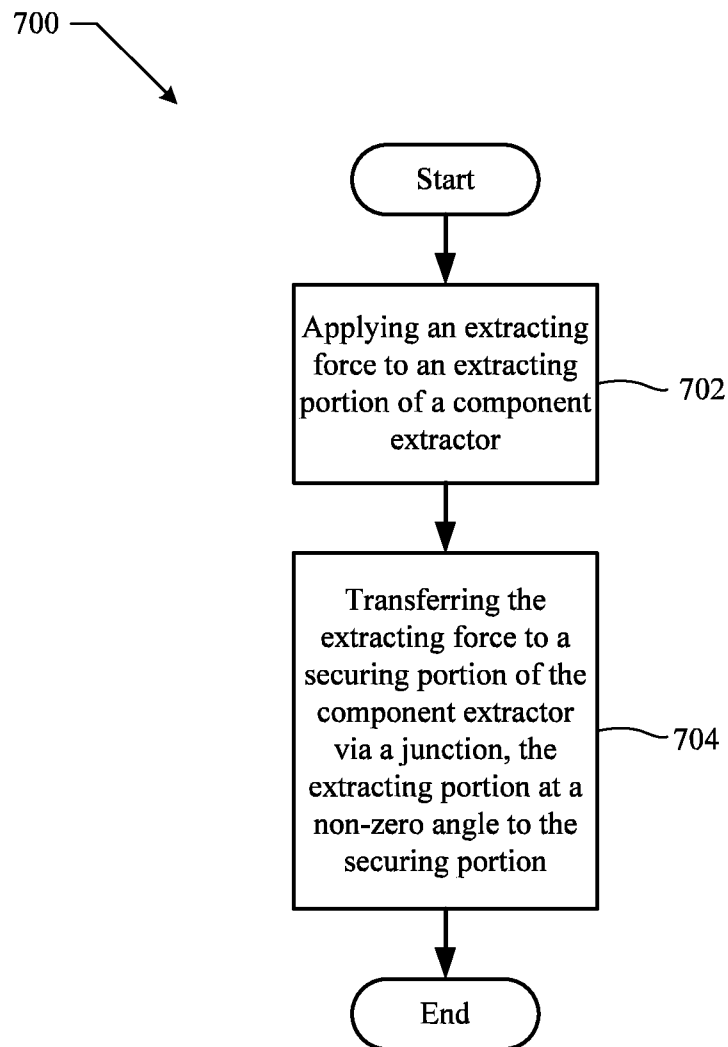 700
Start
Applying an extracting
force to an extracting
portion of a component
extractor
702
Transferring the
extracting force to a
securing portion of the
component extractor
via a junction, the
extracting portion at a
non-zero angle to the
securing portion
704
End